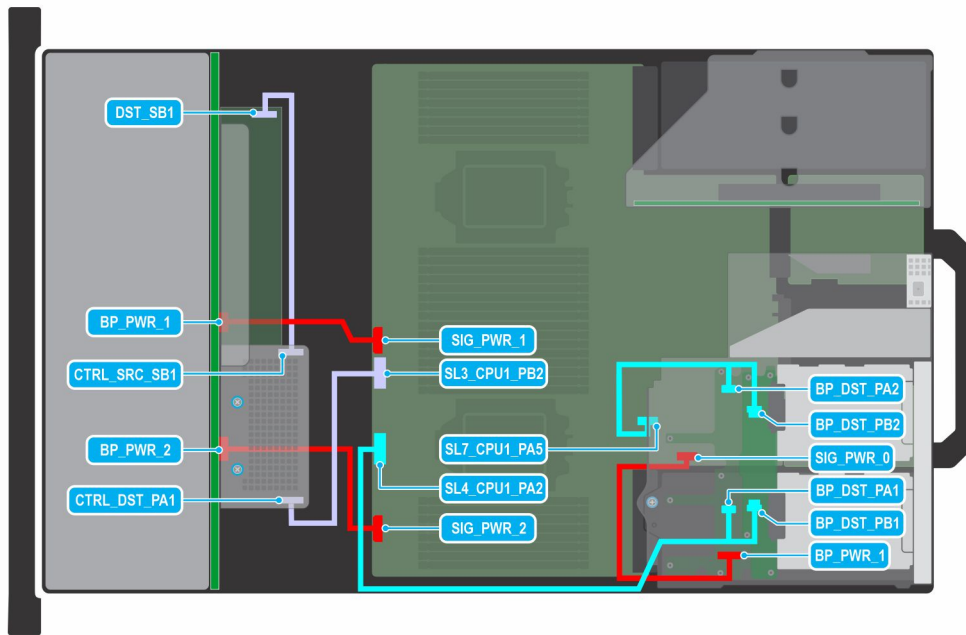 DST_SB1
BP_PWR_1
CTRL_SRC_SB1
BP_PWR_2
CTRL_DST_PA1
SIG_PWR_1
SL3_CPU1_PB2
SL7_CPU1_PA5
SL4_CPU1_PA2
SIG_PWR_2
BP_DST_PA2
BP_DST_PB2
SIG_PWR_0
BP_DST_PA1
BP_DST_PB1
BP_PWR_1